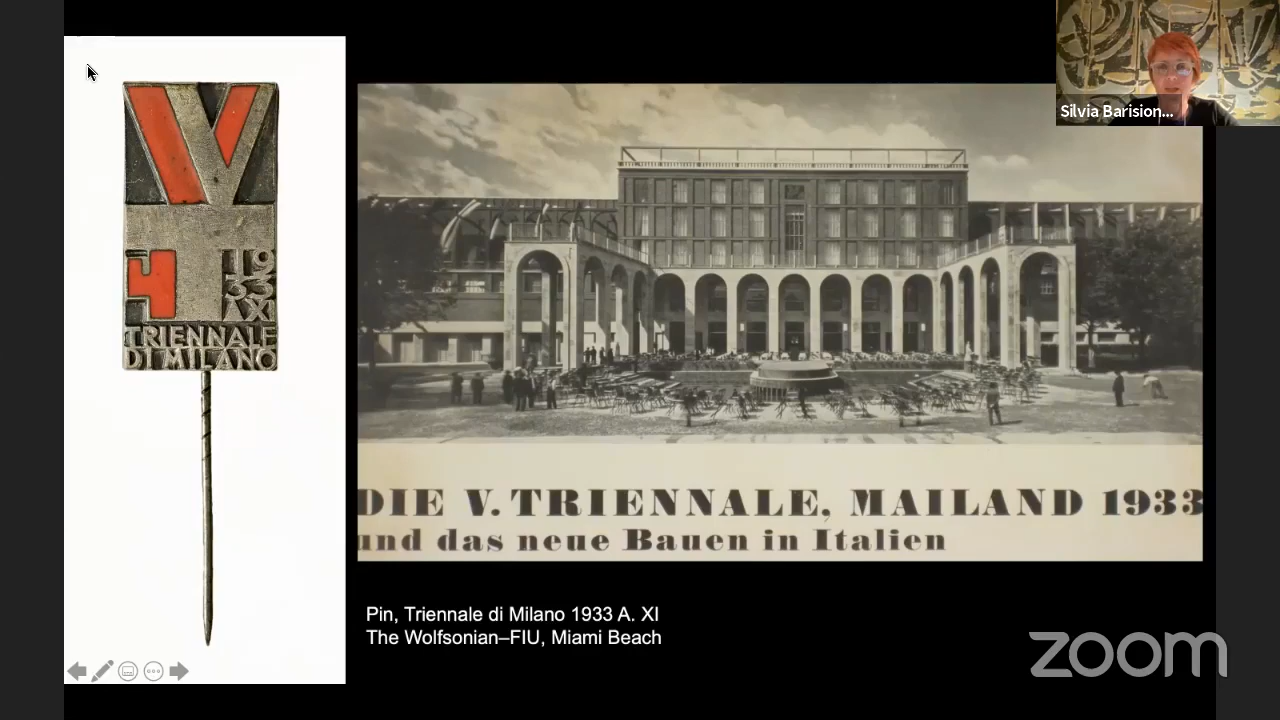 V
T
19
33
A XI
TRIENNALE
DI MILANO
DIE V. TRIENNALE, MAILAND 1933
und das neue Bauen in Italien
Pin, Triennale di Milano 1933 A. XI
The Wolfsonian–FIU, Miami Beach
Silvia Barision...
zoom